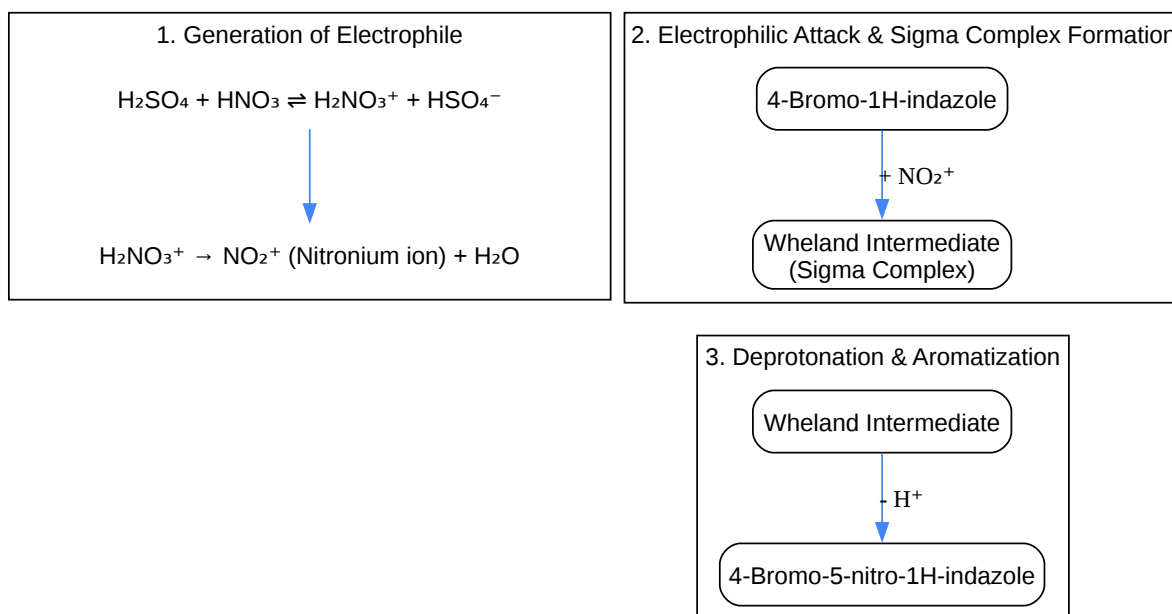 1. Generation of Electrophile
H₂SO₄ + HNO₃ ⇌ H₂NO₃⁺ + HSO₄⁻
H₂NO₃⁺ → NO₂⁺ (Nitronium ion) + H₂O
2. Electrophilic Attack & Sigma Complex Formation
4-Bromo-1H-indazole
+ NO₂⁺
Wheland Intermediate
(Sigma Complex)
3. Deprotonation & Aromatization
Wheland Intermediate
- H⁺
4-Bromo-5-nitro-1H-indazole